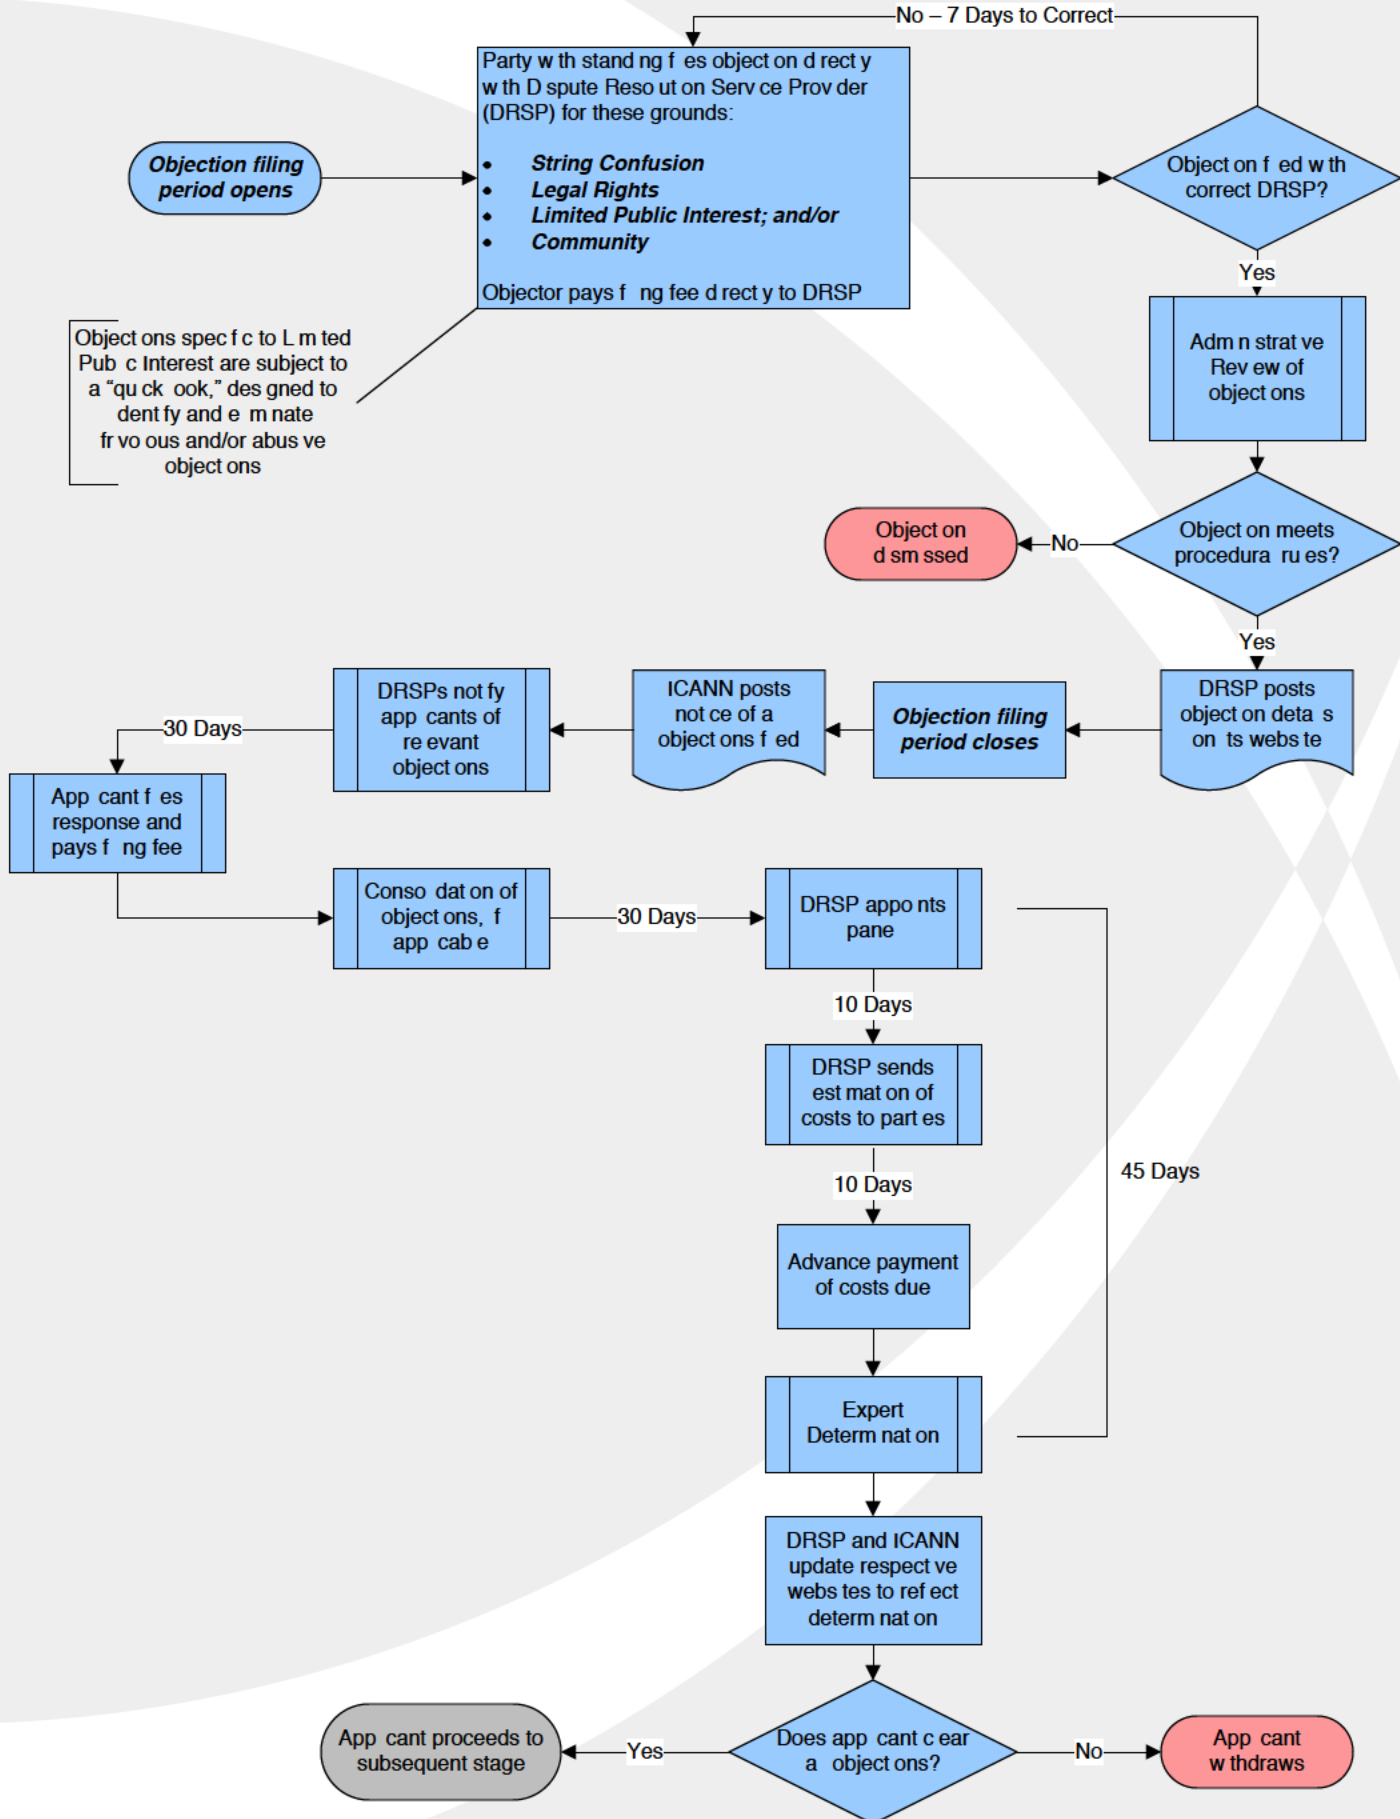 No – 7 Days to Correct
Party w th stand ng f es object on d rect y
w th D spute Reso ut on Serv ce Prov der
(DRSP) for these grounds:
• String Confusion
• Legal Rights
• Limited Public Interest; and/or
• Community
Objector pays f ng fee d rect y to DRSP
Objection filing
period opens
Object on f ed w th
correct DRSP?
Yes
Object ons spec f c to L m ted
Pub c Interest are subject to
a “qu ck ook,” des gned to
dent fy and e m nate
fr vo ous and/or abus ve
object ons
Adm n strat ve
Rev ew of
object ons
Object on
d sm ssed
No
Object on meets
procedura ru es?
Yes
DRSP posts
object on deta s
on ts webs te
Objection filing
period closes
ICANN posts
not ce of a
object ons f ed
DRSPs not fy
app cants of
re evant
object ons
30 Days
App cant f es
response and
pays f ng fee
Conso dat on of
object ons, f
app cab e
30 Days
DRSP appo nts
pane
10 Days
DRSP sends
est mat on of
costs to part es
10 Days
45 Days
Advance payment
of costs due
Expert
Determ nat on
DRSP and ICANN
update respect ve
webs tes to ref ect
determ nat on
Does app cant c ear
a object ons?
Yes
App cant proceeds to
subsequent stage
No
App cant
w thdraws